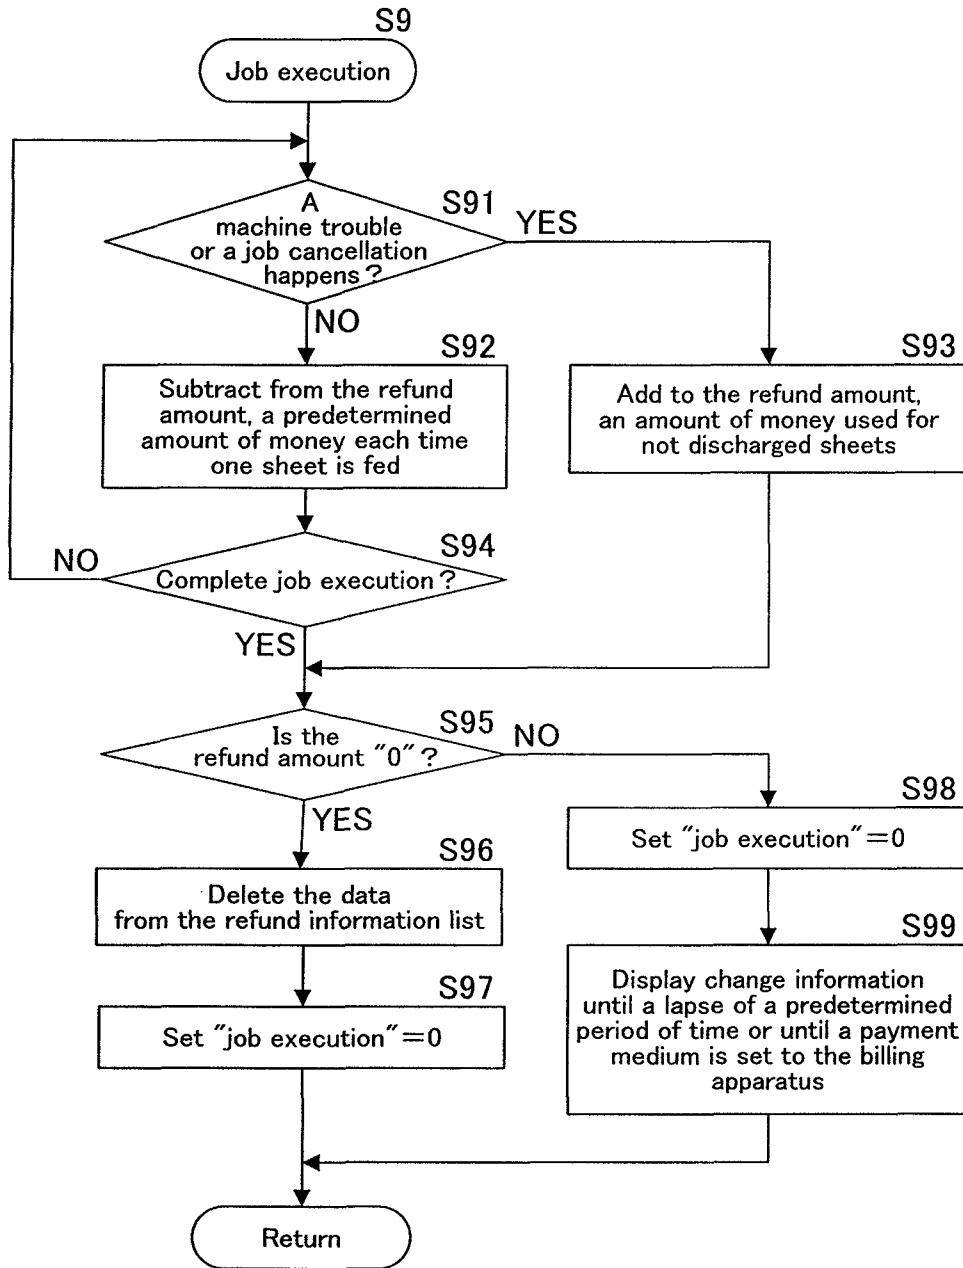 S9
Job execution
S91
A
machine trouble
or a job cancellation
happens?
YES
NO
S92
Subtract from the refund
amount, a predetermined
amount of money each time
one sheet is fed
S93
Add to the refund amount,
an amount of money used for
not discharged sheets
S94
NO
Complete job execution?
YES
S95
Is the
refund amount "0"?
NO
YES
S96
Delete the data
from the refund information list
S97
Set "job execution"=0
S98
Set "job execution"=0
S99
Display change information
until a lapse of a predetermined
period of time or until a payment
medium is set to the billing
apparatus
Return